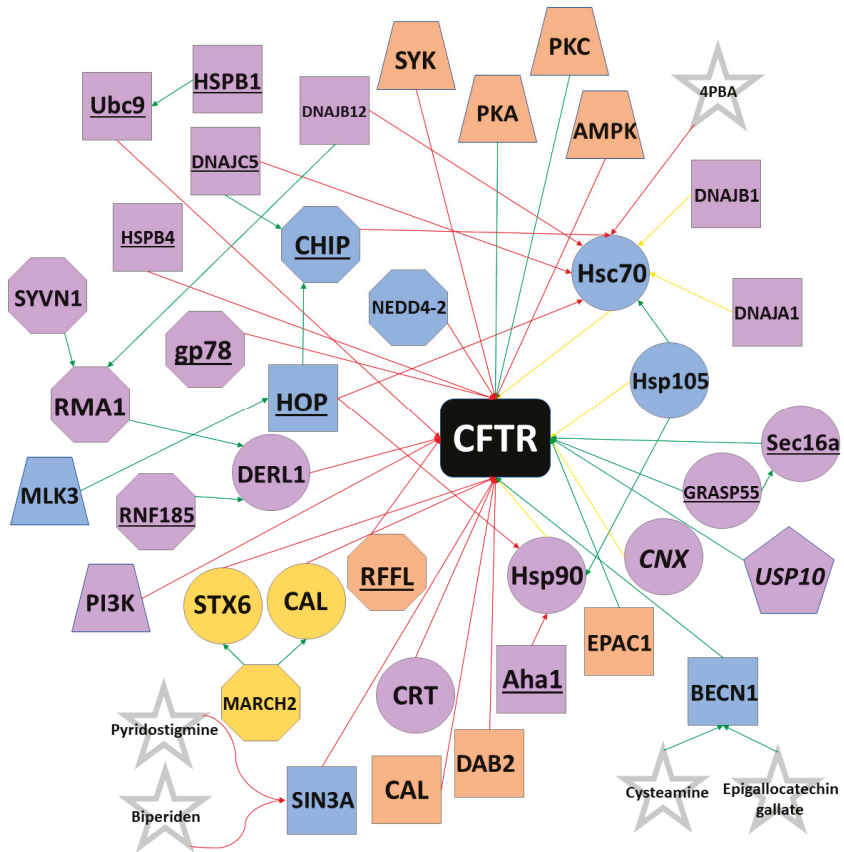 SYK
PKC
HSPB1
Ubc9
DNAJB12
PKA
AMPK
4PBA
DNAJC5
DNAJB1
HSPB4
CHIP
Hsc70
SYVN1
NEDD4-2
DNAJA1
gp78
Hsp105
RMA1
HOP
CFTR
Sec16a
DERL1
MLK3
GRASP55
RNF185
CNX
Hsp90
USP10
RFFL
PI3K
STX6
CAL
EPAC1
Aha1
CRT
BECN1
MARCH2
Pyridostigmine
DAB2
CAL
SIN3A
Biperiden
Cysteamine
Epigallocatechin
gallate